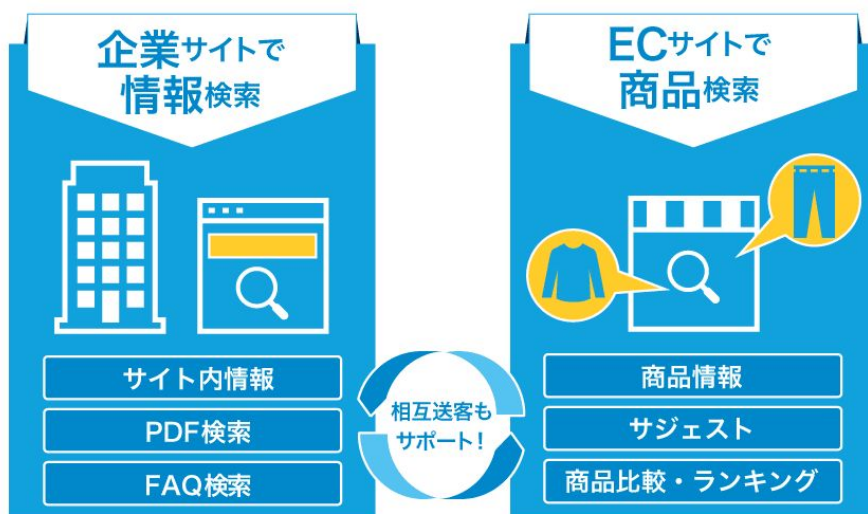 企業サイトで
情報検索
サイト内情報
PDF検索
FAQ検索
相互送客も
サポート!
ECサイトで
商品検索
商品情報
サジェスト
商品比較・ランキング